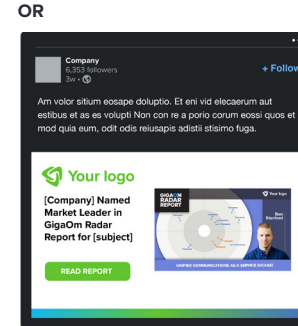 OR
Company
6,353 followers
3w •
+ Follow
Am volor sitium eosape doluptio. Et eni vid elecaerum aut
estibus et as es volupti Non con re a porio corum eossi quos et
mod quia eum, odit odis reiusapis adistii stisimo fuga.
Your logo
[Company] Named
Market Leader in
GigaOm Radar
Report for [subject]
READ REPORT
GIGAOM
RADAR
REPORT
Your logo
Ben
Stanford
UNIFIED COMMUNICATIONS AS A SERVICE (UCAAS)